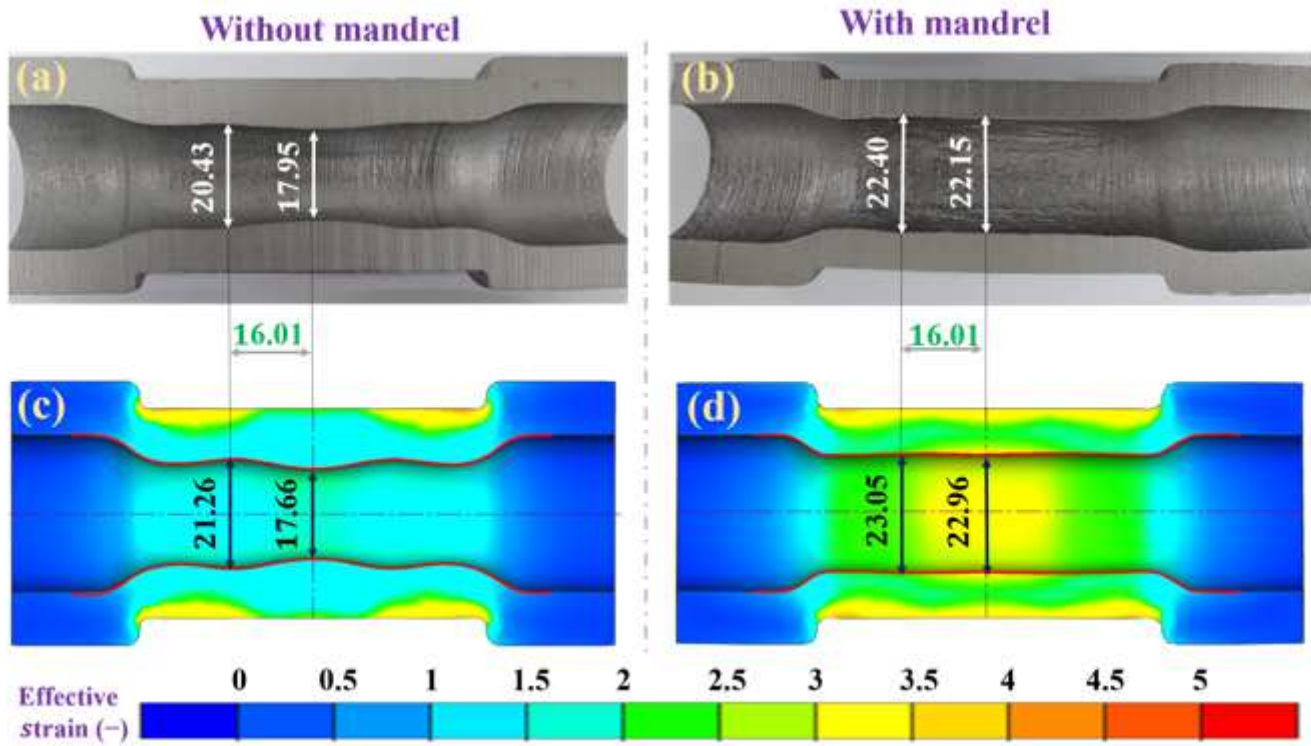 Without mandrel
With mandrel
(a)
(b)
20.43
17.95
22.40
22.15
16.01
16.01
(c)
(d)
21.26
17.66
23.05
22.96
0 0.5 1 1.5 2 2.5 3 3.5 4 4.5 5
Effective
strain (−)